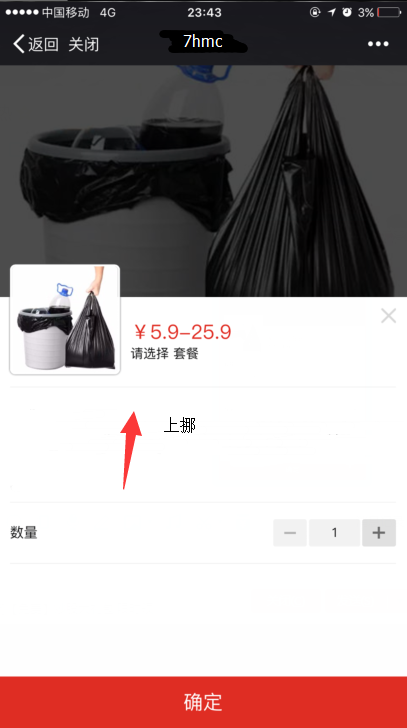 中国移动 4G 23:43 3%
返回 关闭 7hmc
￥5.9-25.9
请选择 套餐
上挪
数量 1
确定